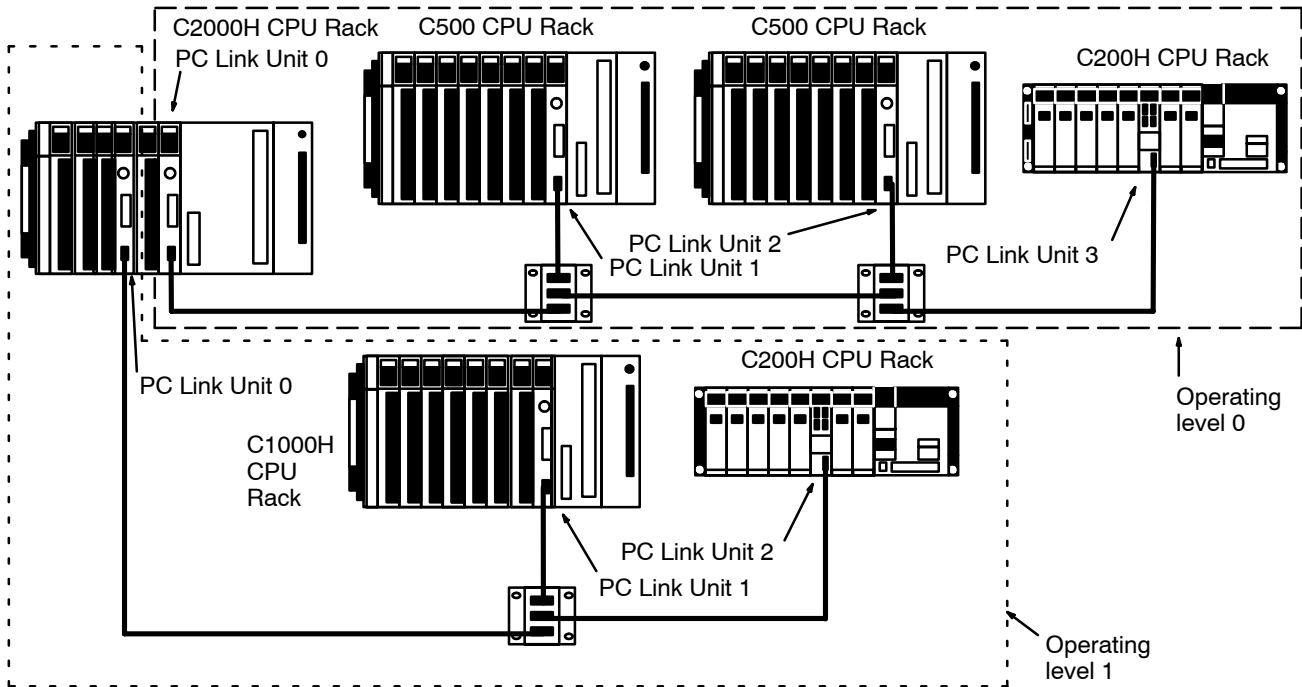 C2000H CPU Rack
PC Link Unit 0
C500 CPU Rack
C500 CPU Rack
C200H CPU Rack
PC Link Unit 2
PC Link Unit 1
PC Link Unit 3
PC Link Unit 0
C200H CPU Rack
Operating
level 0
C1000H
CPU
Rack
PC Link Unit 2
PC Link Unit 1
Operating
level 1